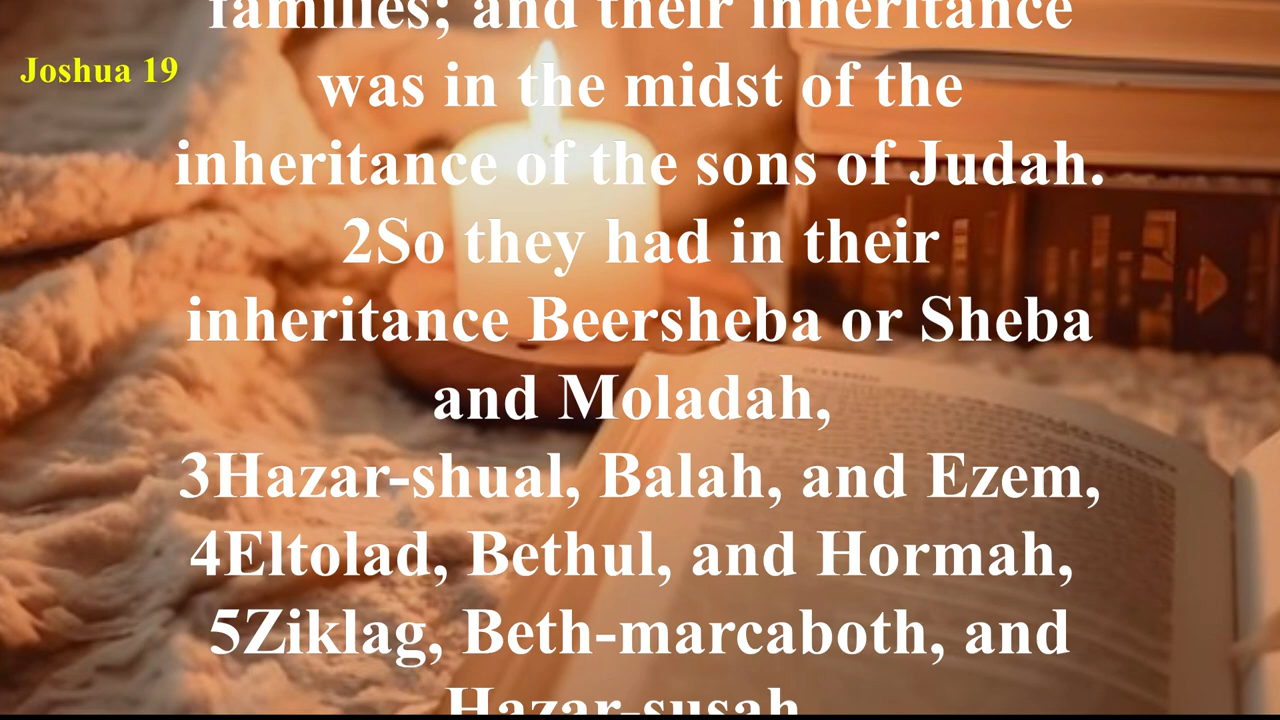 families; and their inheritance
Joshua 19
was in the midst of the
inheritance of the sons of Judah.
2So they had in their
inheritance Beersheba or Sheba
and Moladah,
3Hazar-shual, Balah, and Ezem,
4Eltolad, Bethul, and Hormah,
5Ziklag, Beth-marcaboth, and
Hazar-susah